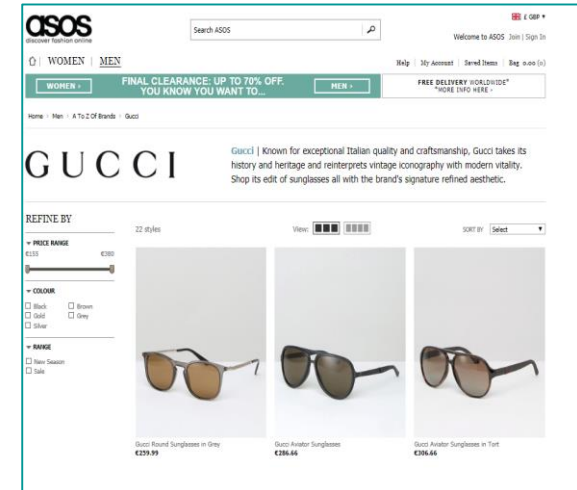 asos
discover fashion online
Search ASOS
£ GBP
Welcome to ASOS Join | Sign In
WOMEN | MEN
Help | My Account | Saved Items | Bag 0.00 (0)
WOMEN ›
FINAL CLEARANCE: UP TO 70% OFF.
YOU KNOW YOU WANT TO...
MEN ›
FREE DELIVERY WORLDWIDE*
*MORE INFO HERE ›
Home › Men › A To Z Of Brands › Gucci
GUCCI
Gucci | Known for exceptional Italian quality and craftsmanship, Gucci takes its
history and heritage and reinterprets vintage iconography with modern vitality.
Shop its edit of sunglasses all with the brand's signature refined aesthetic.
REFINE BY
22 styles
View:
SORT BY Select
PRICE RANGE
€155 €380
COLOUR
Black Brown
Gold Grey
Silver
RANGE
New Season
Sale
Gucci Round Sunglasses in Grey
€259.99
Gucci Aviator Sunglasses
€286.66
Gucci Aviator Sunglasses in Tort
€306.66